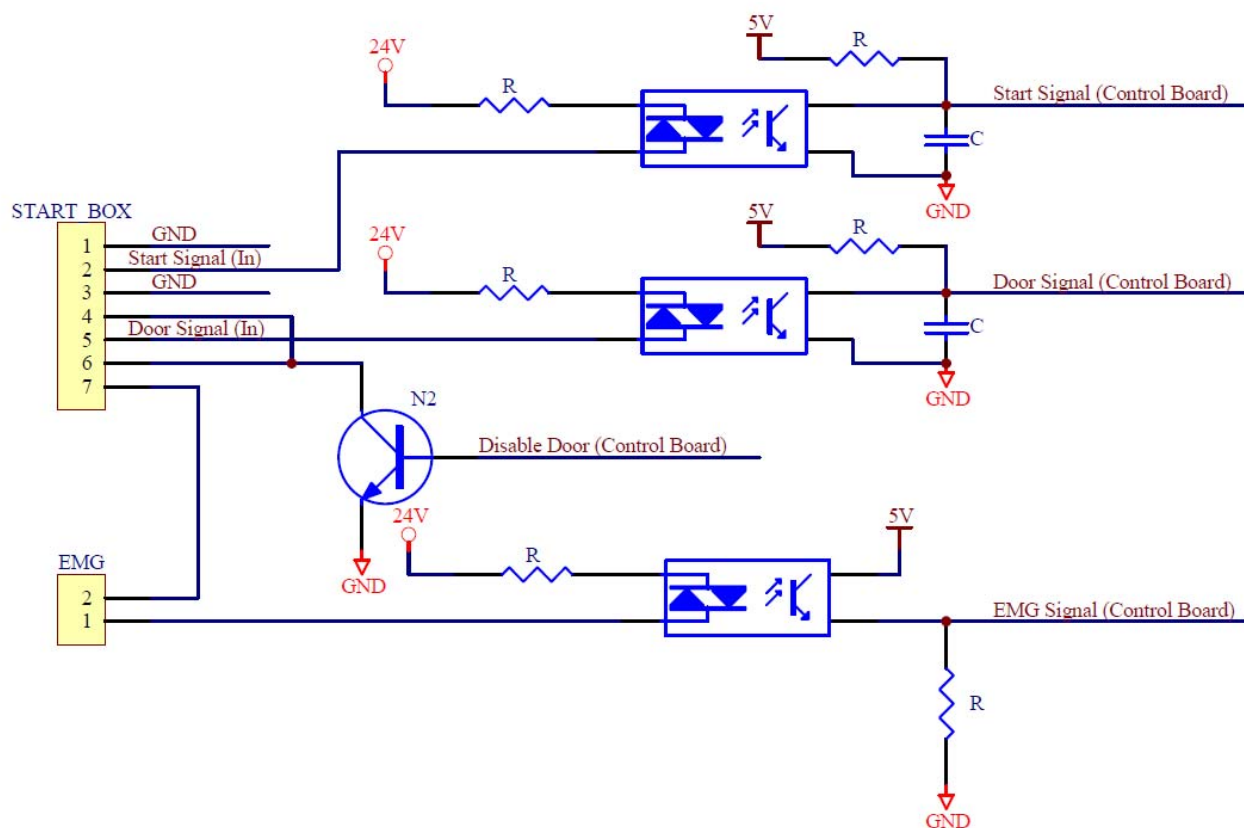 5V
R
24V
R
Start Signal (Control Board)
C
GND
START_BOX
1 GND
2 Start Signal (In)
3 GND
4
5 Door Signal (In)
6
7
5V
R
24V
R
Door Signal (Control Board)
C
GND
N2
Disable Door (Control Board)
GND
24V
R
5V
EMG
2
1
EMG Signal (Control Board)
R
GND